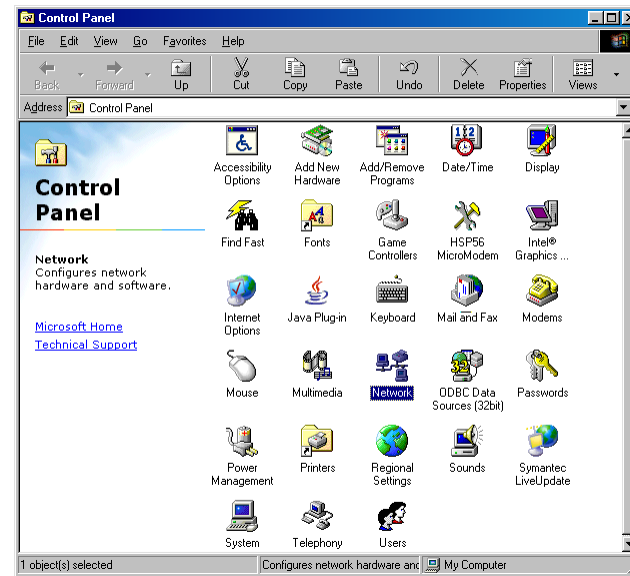 Control Panel
File Edit View Go Favorites Help
Back Forward Up Cut Copy Paste Undo Delete Properties Views
Address Control Panel
Control
Panel
Network
Configures network
hardware and software.
Microsoft Home
Technical Support
Accessibility
Options
Add New
Hardware
Add/Remove
Programs
Date/Time
Display
Find Fast
Fonts
Game
Controllers
HSP56
MicroModem
Intel®
Graphics ...
Internet
Options
Java Plug-in
Keyboard
Mail and Fax
Modems
Mouse
Multimedia
Network
ODBC Data
Sources (32bit)
Passwords
Power
Management
Printers
Regional
Settings
Sounds
Symantec
LiveUpdate
System
Telephony
Users
1 object(s) selected
Configures network hardware and
My Computer